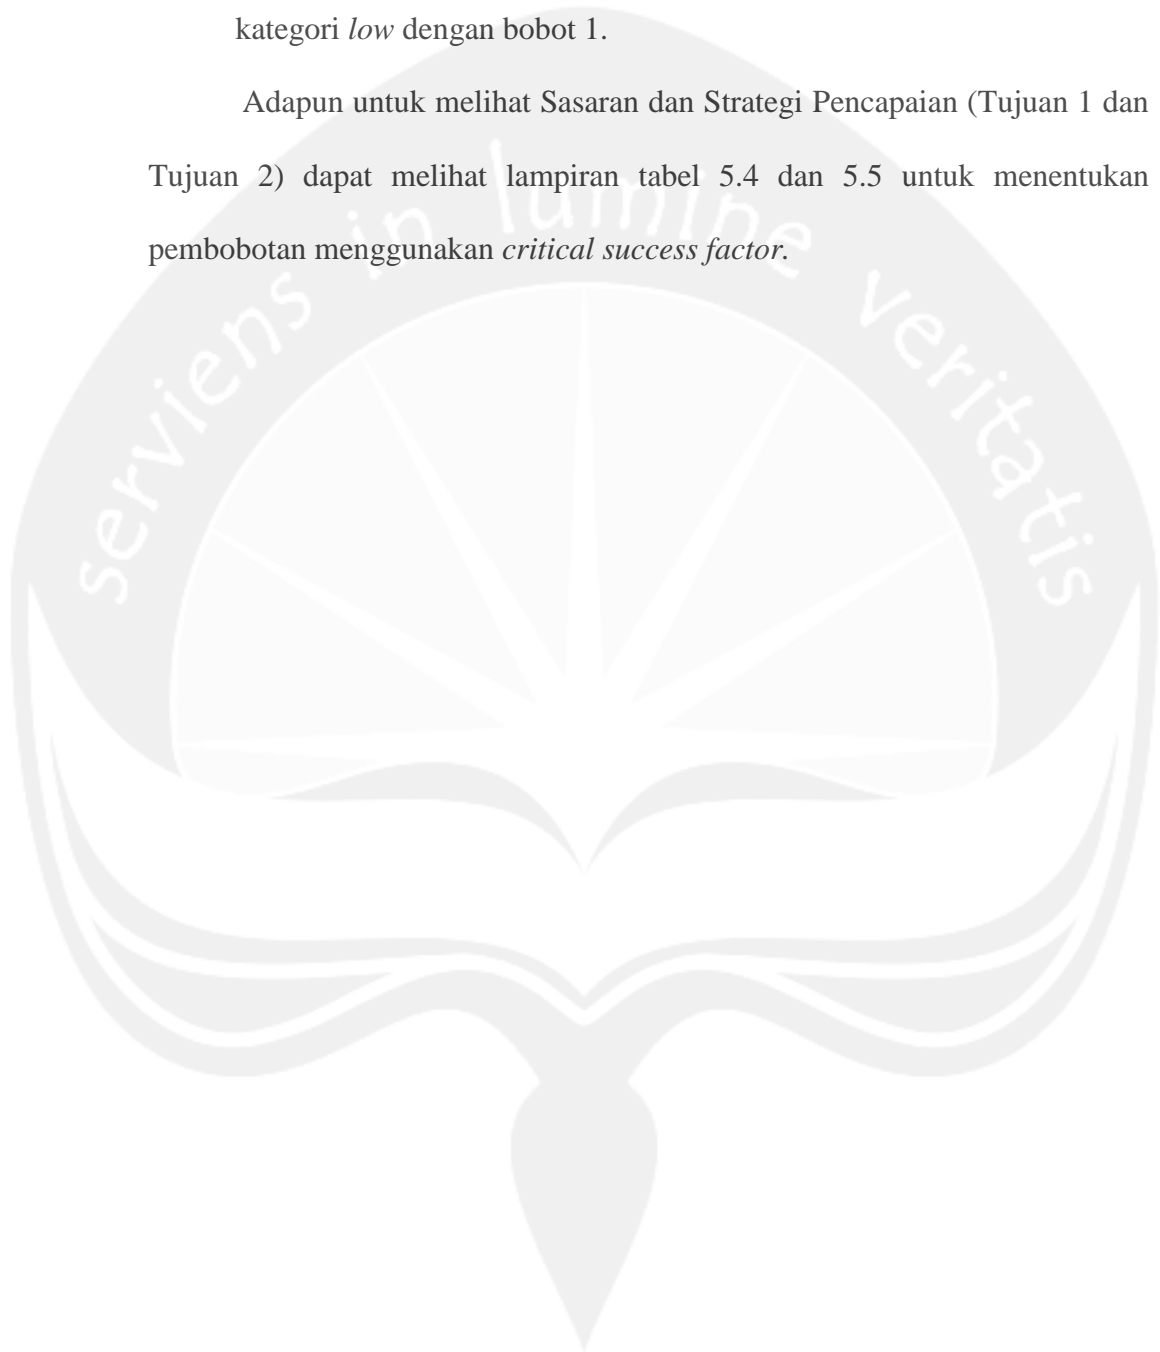 kategori low dengan bobot 1.
Adapun untuk melihat Sasaran dan Strategi Pencapaian (Tujuan 1 dan
Tujuan 2) dapat melihat lampiran tabel 5.4 dan 5.5 untuk menentukan
pembobotan menggunakan critical success factor.
serviens in lumine veritatis